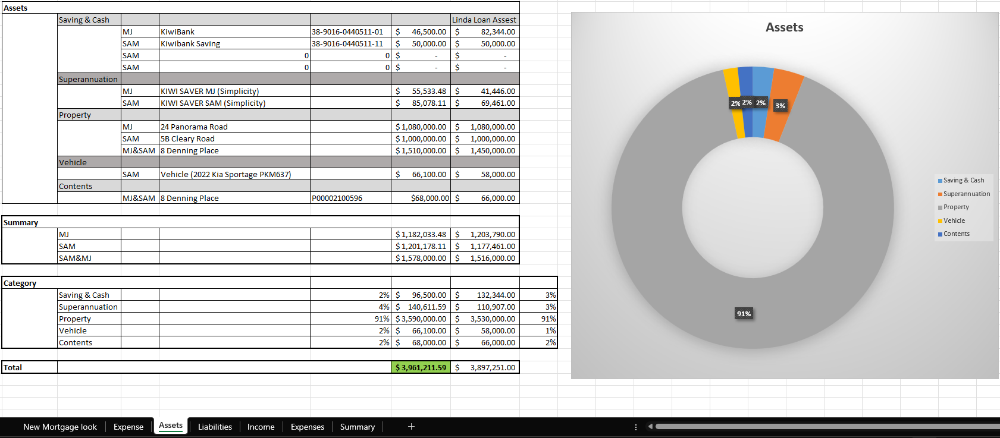 Assets
Saving & Cash Linda Loan Assest
MJ KiwiBank 38-9016-0440511-01 $ 46,500.00 $ 82,344.00
SAM Kiwibank Saving 38-9016-0440511-11 $ 50,000.00 $ 50,000.00
SAM 0 0 $ - $ -
SAM 0 0 $ - $ -
Superannuation
MJ KIWI SAVER MJ (Simplicity) $ 55,533.48 $ 41,446.00
SAM KIWI SAVER SAM (Simplicity) $ 85,078.11 $ 69,461.00
Property
MJ 24 Panorama Road $ 1,080,000.00 $ 1,080,000.00
SAM 5B Cleary Road $ 1,000,000.00 $ 1,000,000.00
MJ&SAM 8 Denning Place $ 1,510,000.00 $ 1,450,000.00
Vehicle
SAM Vehicle (2022 Kia Sportage PKM637) $ 66,100.00 $ 58,000.00
Contents
MJ&SAM 8 Denning Place P00002100596 $68,000.00 $ 66,000.00
Summary
MJ $ 1,182,033.48 $ 1,203,790.00
SAM $ 1,201,178.11 $ 1,177,461.00
SAM&MJ $ 1,578,000.00 $ 1,516,000.00
Category
Saving & Cash 2% $ 96,500.00 $ 132,344.00 3%
Superannuation 4% $ 140,611.59 $ 110,907.00 3%
Property 91% $ 3,590,000.00 $ 3,530,000.00 91%
Vehicle 2% $ 66,100.00 $ 58,000.00 1%
Contents 2% $ 68,000.00 $ 66,000.00 2%
Total $ 3,961,211.59 $ 3,897,251.00
Assets
2% 2% 2% 3%
91%
Saving & Cash
Superannuation
Property
Vehicle
Contents
New Mortgage look Expense Assets Liabilities Income Expenses Summary +